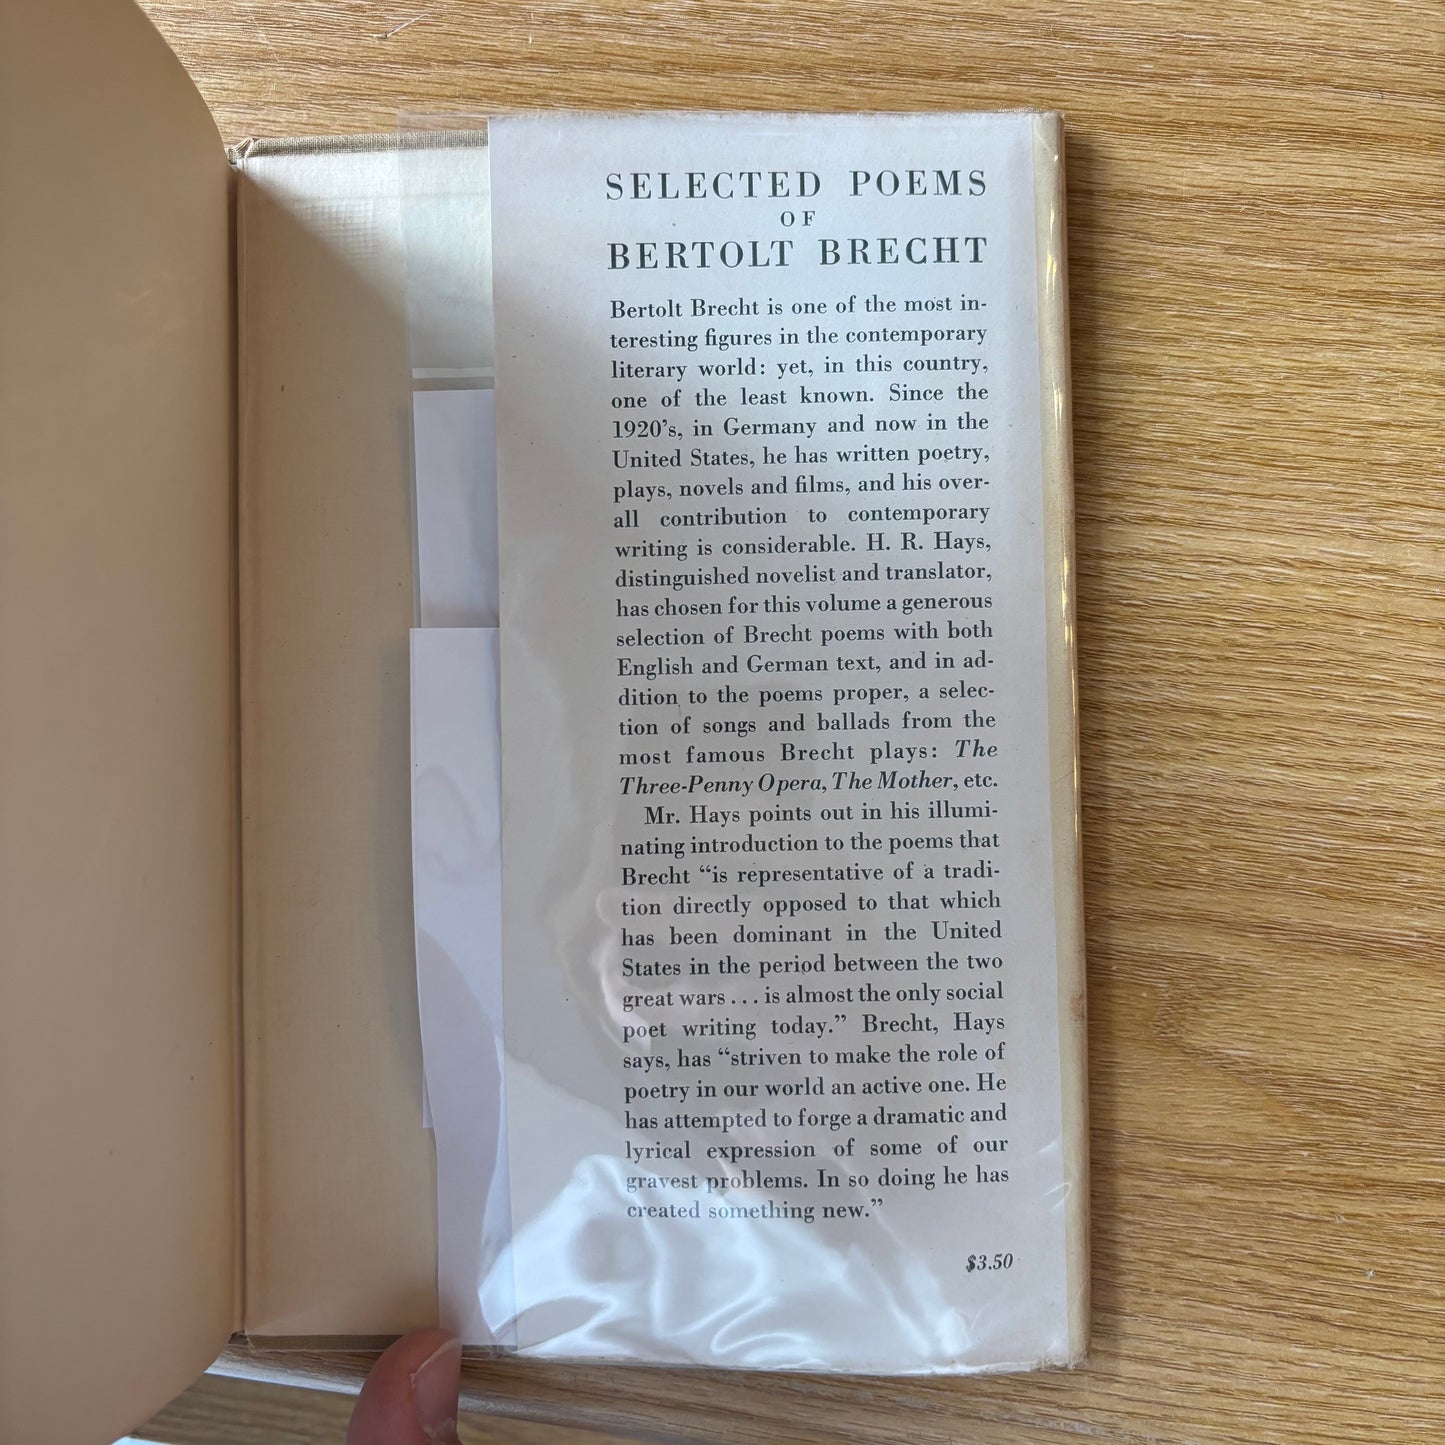 SELECTED POEMS
OF
BERTOLT BRECHT
Bertolt Brecht is one of the most in-
teresting figures in the contemporary
literary world: yet, in this country,
one of the least known. Since the
1920's, in Germany and now in the
United States, he has written poetry,
plays, novels and films, and his over-
all contribution to contemporary
writing is considerable. H. R. Hays,
distinguished novelist and translator,
has chosen for this volume a generous
selection of Brecht poems with both
English and German text, and in ad-
dition to the poems proper, a selec-
tion of songs and ballads from the
most famous Brecht plays: The
Three-Penny Opera, The Mother, etc.
Mr. Hays points out in his illumi-
nating introduction to the poems that
Brecht “is representative of a tradi-
tion directly opposed to that which
has been dominant in the United
States in the period between the two
great wars . . . is almost the only social
poet writing today.” Brecht, Hays
says, has “striven to make the role of
poetry in our world an active one. He
has attempted to forge a dramatic and
lyrical expression of some of our
gravest problems. In so doing he has
created something new.”
$3.50